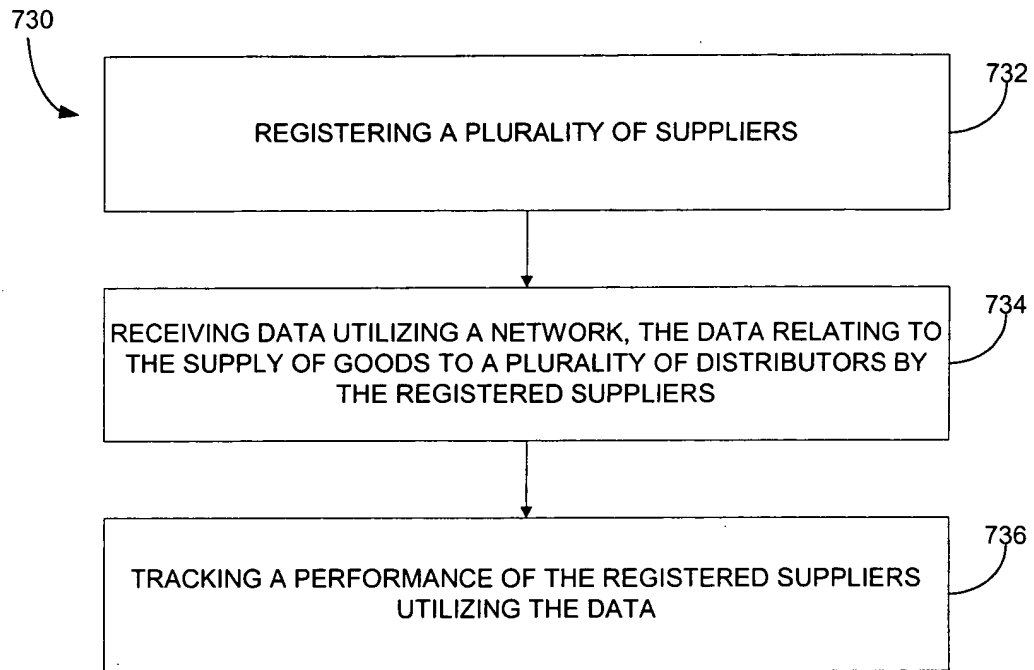 730
732
REGISTERING A PLURALITY OF SUPPLIERS
734
RECEIVING DATA UTILIZING A NETWORK, THE DATA RELATING TO
THE SUPPLY OF GOODS TO A PLURALITY OF DISTRIBUTORS BY
THE REGISTERED SUPPLIERS
736
TRACKING A PERFORMANCE OF THE REGISTERED SUPPLIERS
UTILIZING THE DATA